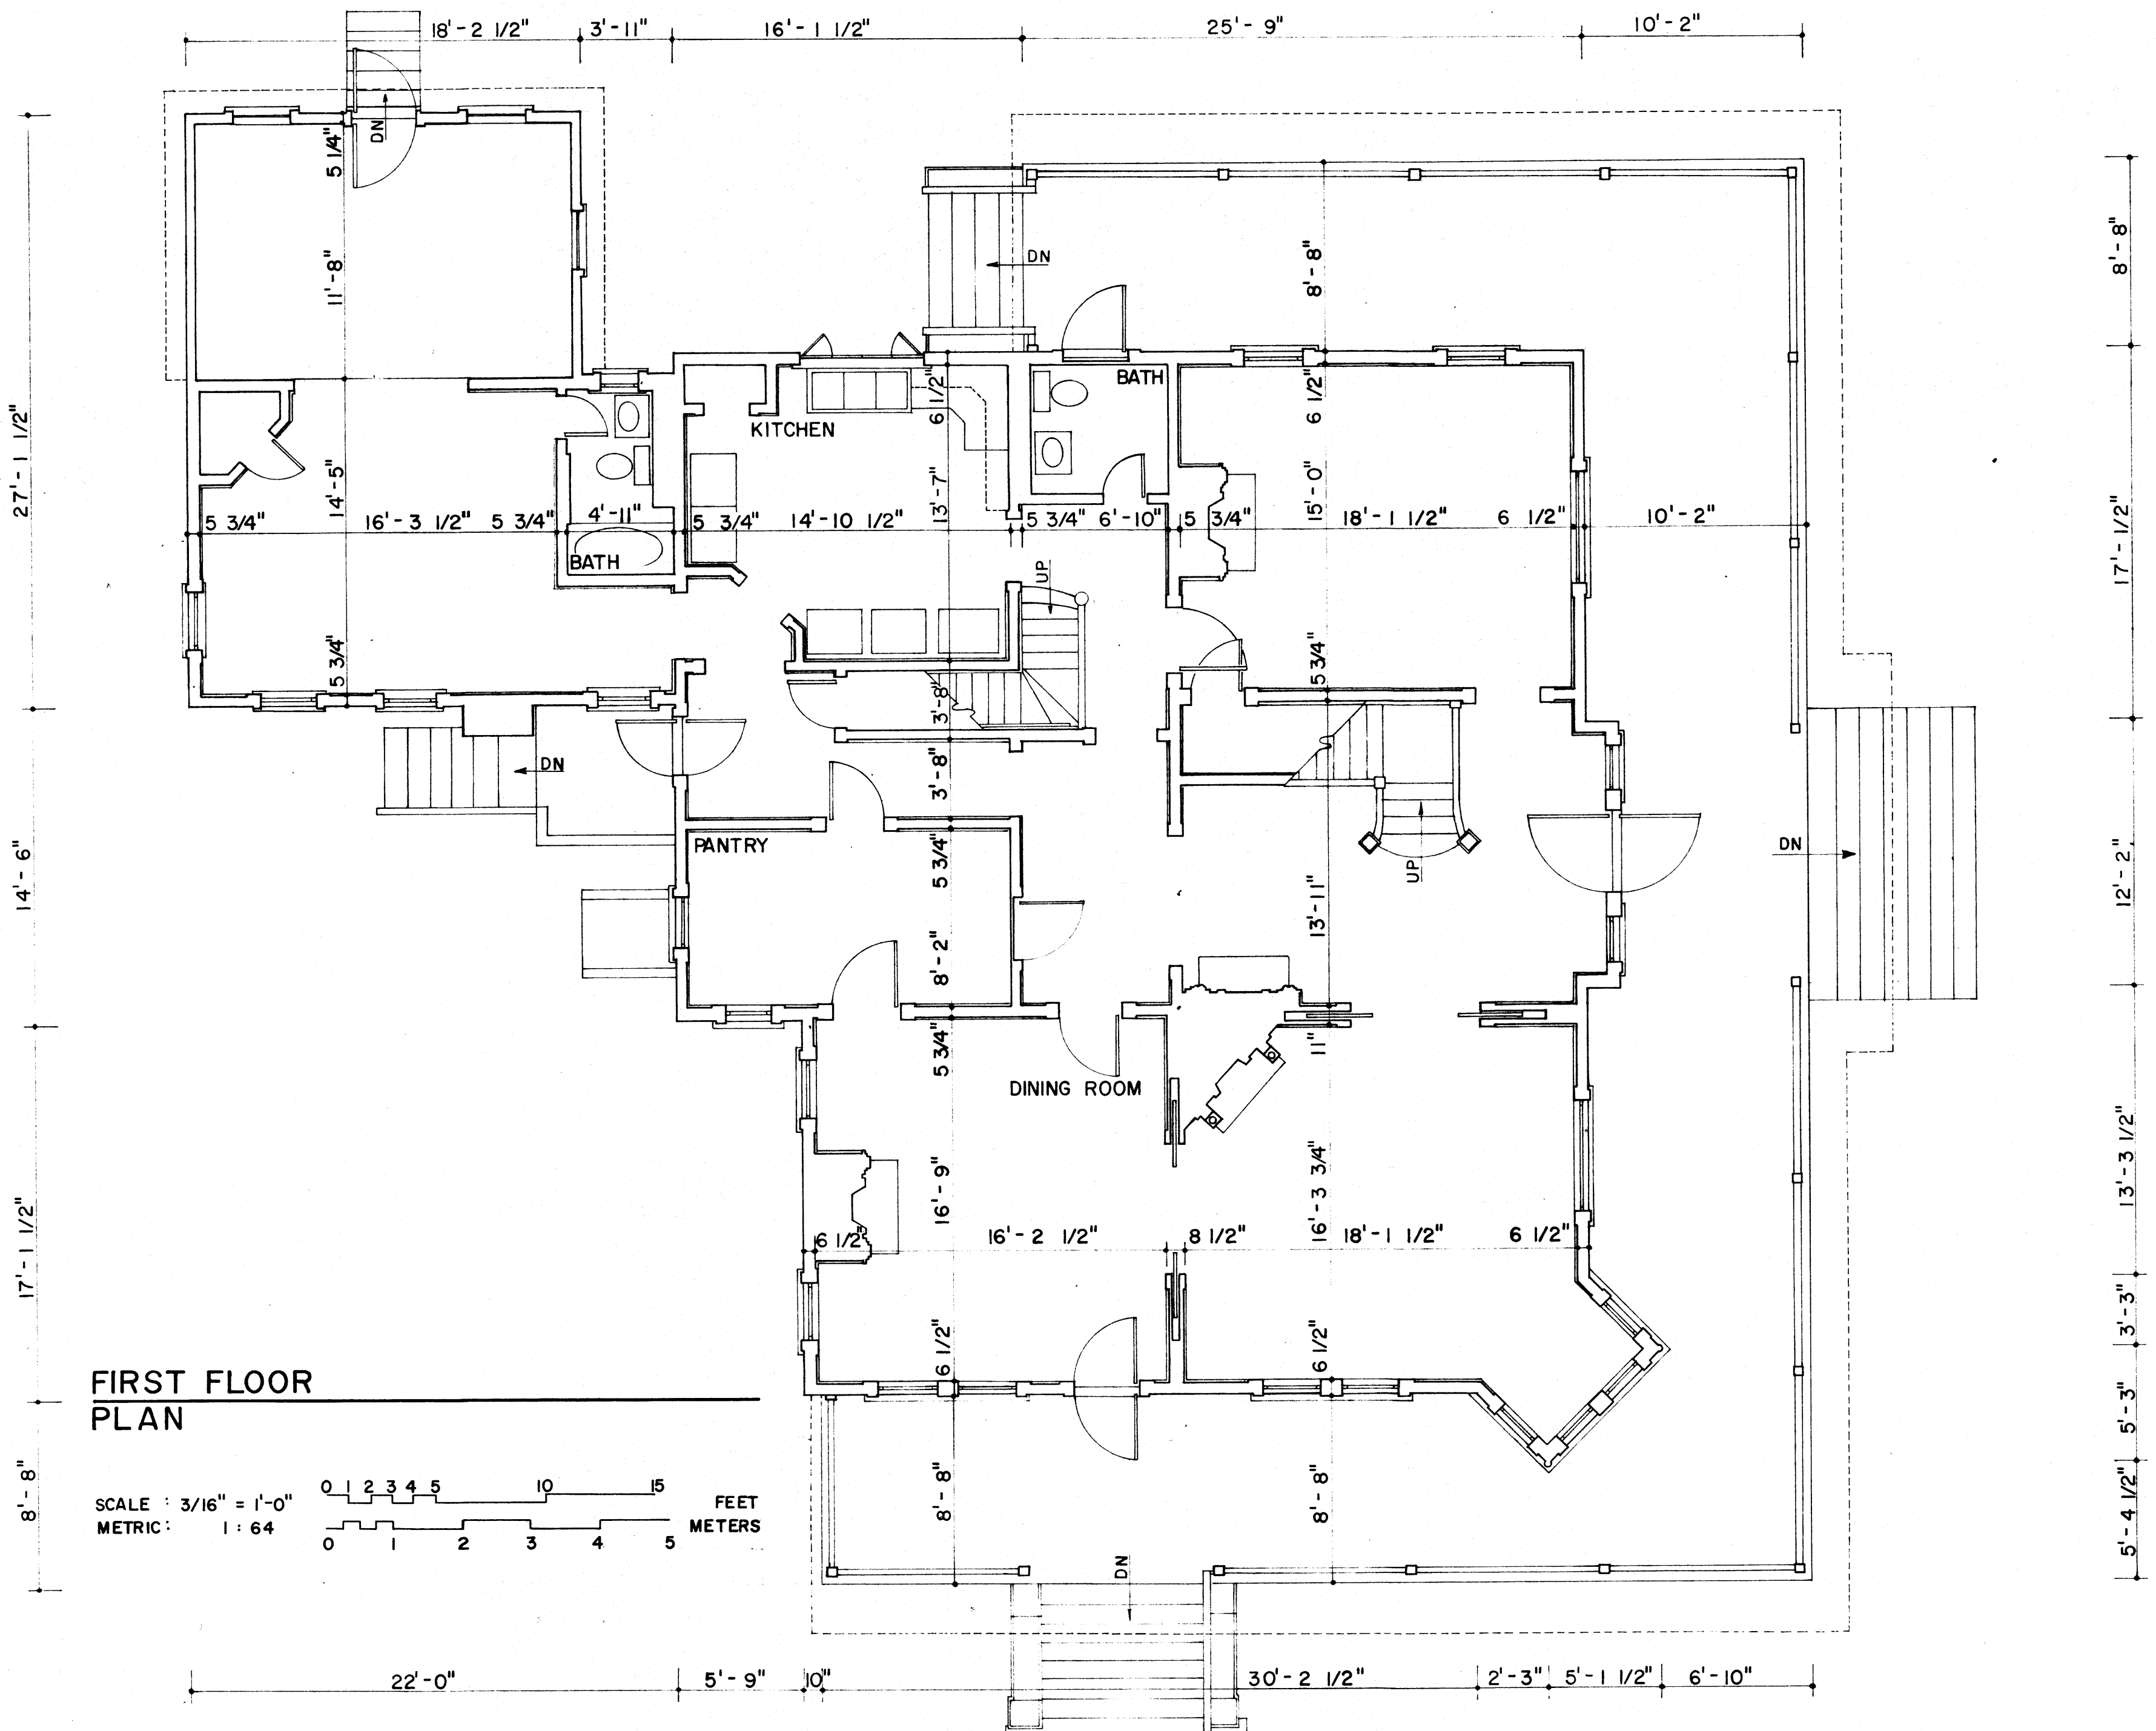 18'-2 1/2" 3'-11" 16'-1 1/2" 25'-9" 10'-2"
DN
5 1/4"
11'-8"
DN
8'-8"
8'-8"
27'-1 1/2"
BATH
KITCHEN
6 1/2"
6 1/2"
14'-5"
13'-7"
15'-0"
5 3/4" 16'-3 1/2" 5 3/4" 4'-11" 5 3/4" 14'-10 1/2" 5 3/4" 6'-10" 5 3/4" 18'-1 1/2" 6 1/2" 10'-2"
BATH
UP
17'-1/2"
5 3/4"
3'-8"
5 3/4"
DN
3'-8"
PANTRY
5 3/4"
UP
DN
14'-6"
12'-2"
8'-2"
13'-11"
5 3/4"
11"
DINING ROOM
13'-3 1/2"
16'-9"
16'-3 3/4"
17'-1 1/2"
6 1/2" 16'-2 1/2" 8 1/2" 18'-1 1/2" 6 1/2"
3'-3"
6 1/2"
6 1/2"
5'-3"
FIRST FLOOR
PLAN
8'-8"
8'-8"
8'-8"
5'-4 1/2"
0 1 2 3 4 5 10 15
SCALE : 3/16" = 1'-0" FEET
METRIC: 1 : 64 METERS
0 1 2 3 4 5
DN
22'-0" 5'-9" 10" 30'-2 1/2" 2'-3" 5'-1 1/2" 6'-10"